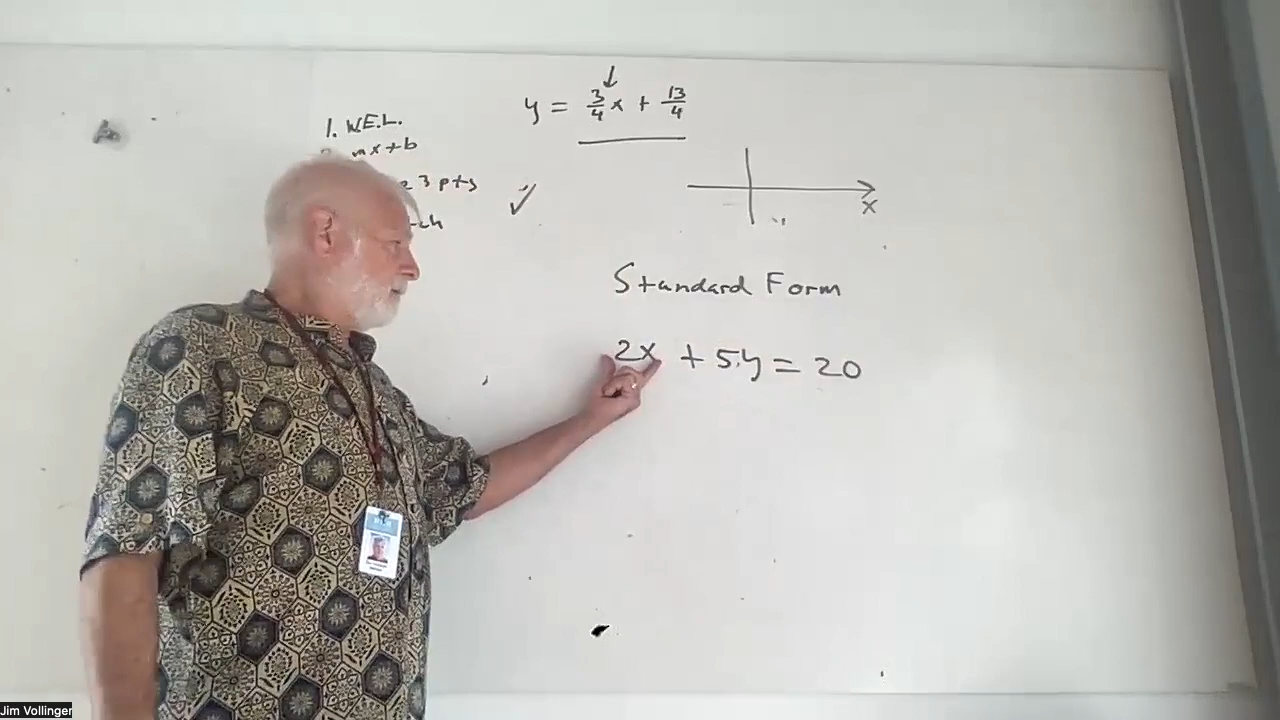 y = 3/4 x + 13/4
1. W.E.L.
mx+b
3 pts
✓
x
Standard Form
2x + 5y = 20
Jim Vollinger